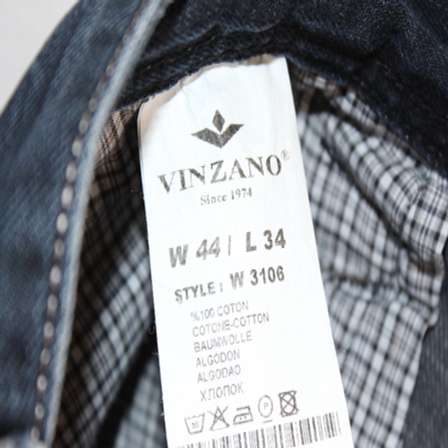 VINZANO®
Since 1974
W 44 / L 34
STYLE : W 3106
%100 COTON
COTONE-COTTON
BAUMWOLLE
ALGODON
ALGODAO
ХЛОПОК